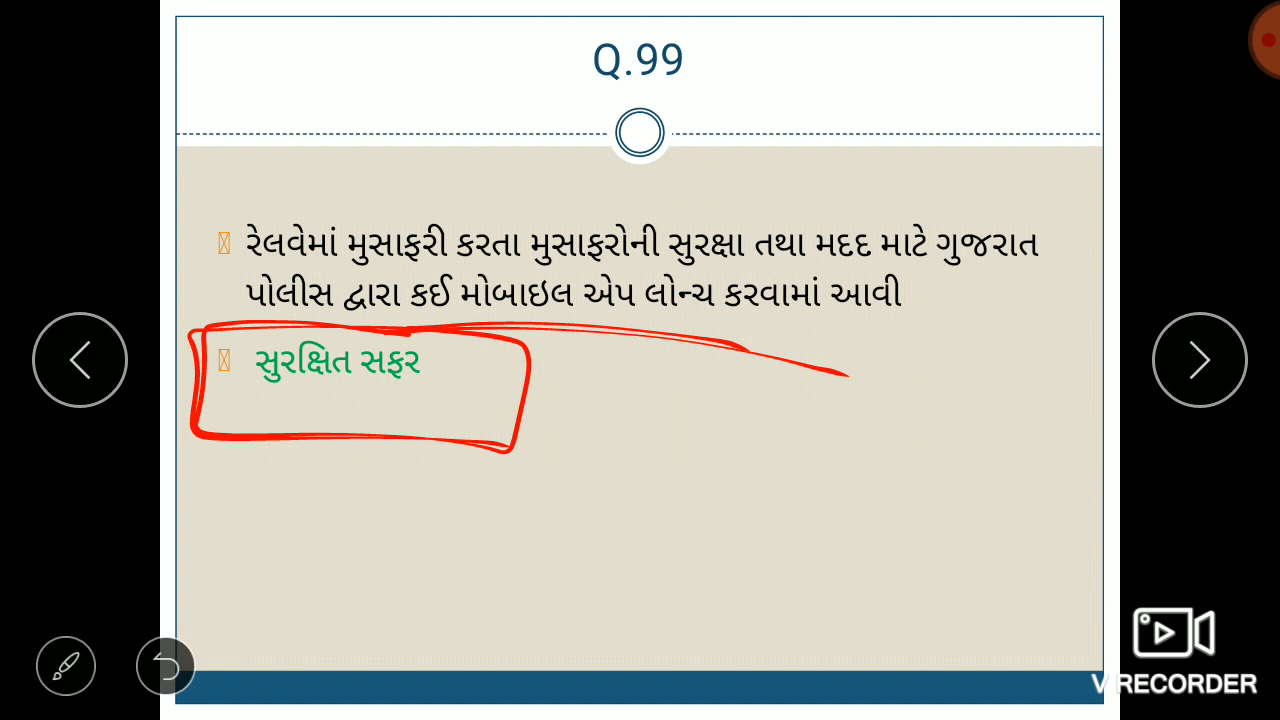 Q.99
રેલવેમાં મુસાફરી કરતા મુસાફરોની સુરક્ષા તથા મદદ માટે ગુજરાત
પોલીસ દ્વારા કઈ મોબાઇલ એપ લોન્ચ કરવામાં આવી
સુરક્ષિત સફર
V RECORDER